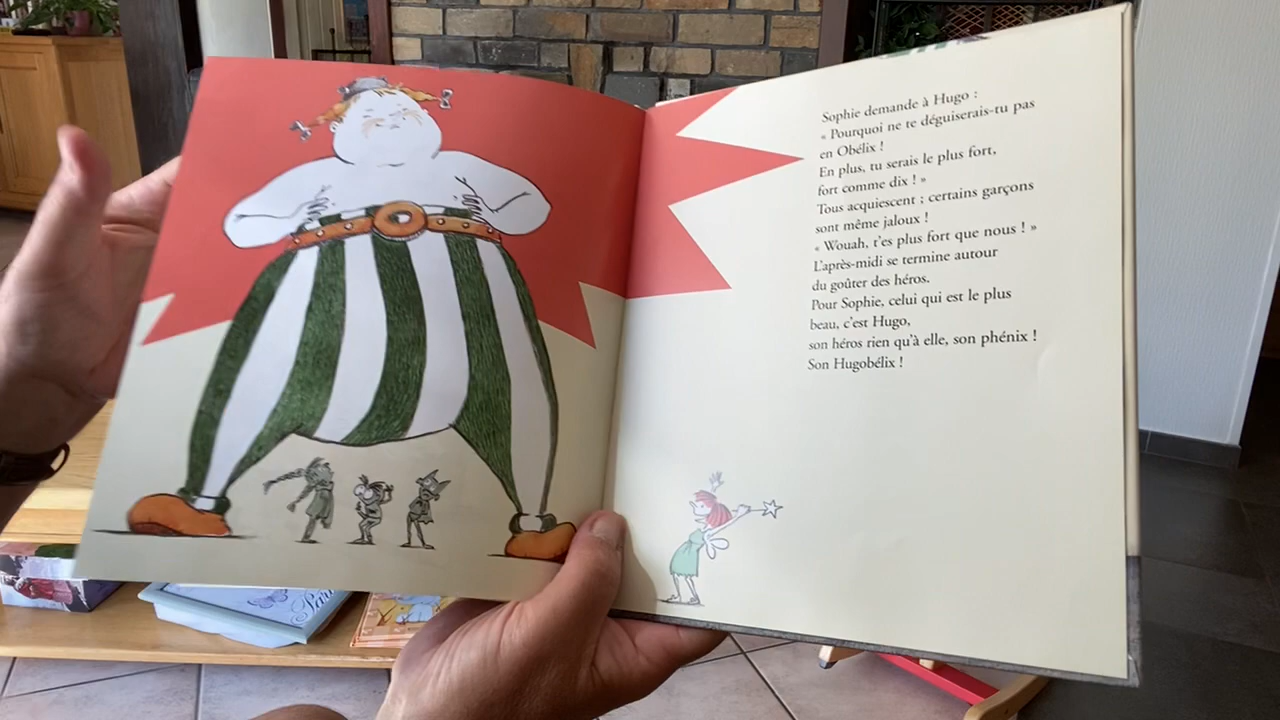 Sophie demande à Hugo :
« Pourquoi ne te déguiserais-tu pas
en Obélix !
En plus, tu serais le plus fort,
fort comme dix ! »
Tous acquiescent ; certains garçons
sont même jaloux !
« Wouah, t'es plus fort que nous ! »
L'après-midi se termine autour
du goûter des héros.
Pour Sophie, celui qui est le plus
beau, c'est Hugo,
son héros rien qu'à elle, son phénix !
Son Hugobélix !